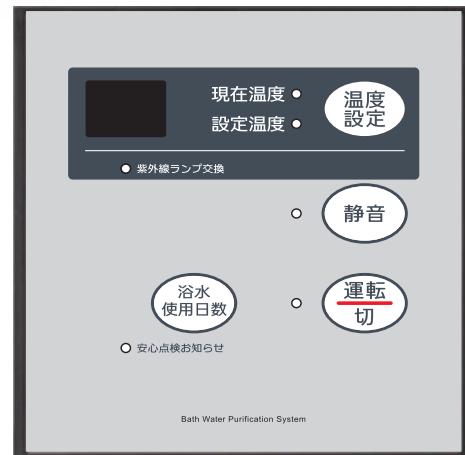 現在温度
温度
設定
設定温度
紫外線ランプ交換
静音
浴水
使用日数
運転
切
安心点検お知らせ
Bath Water Purification System